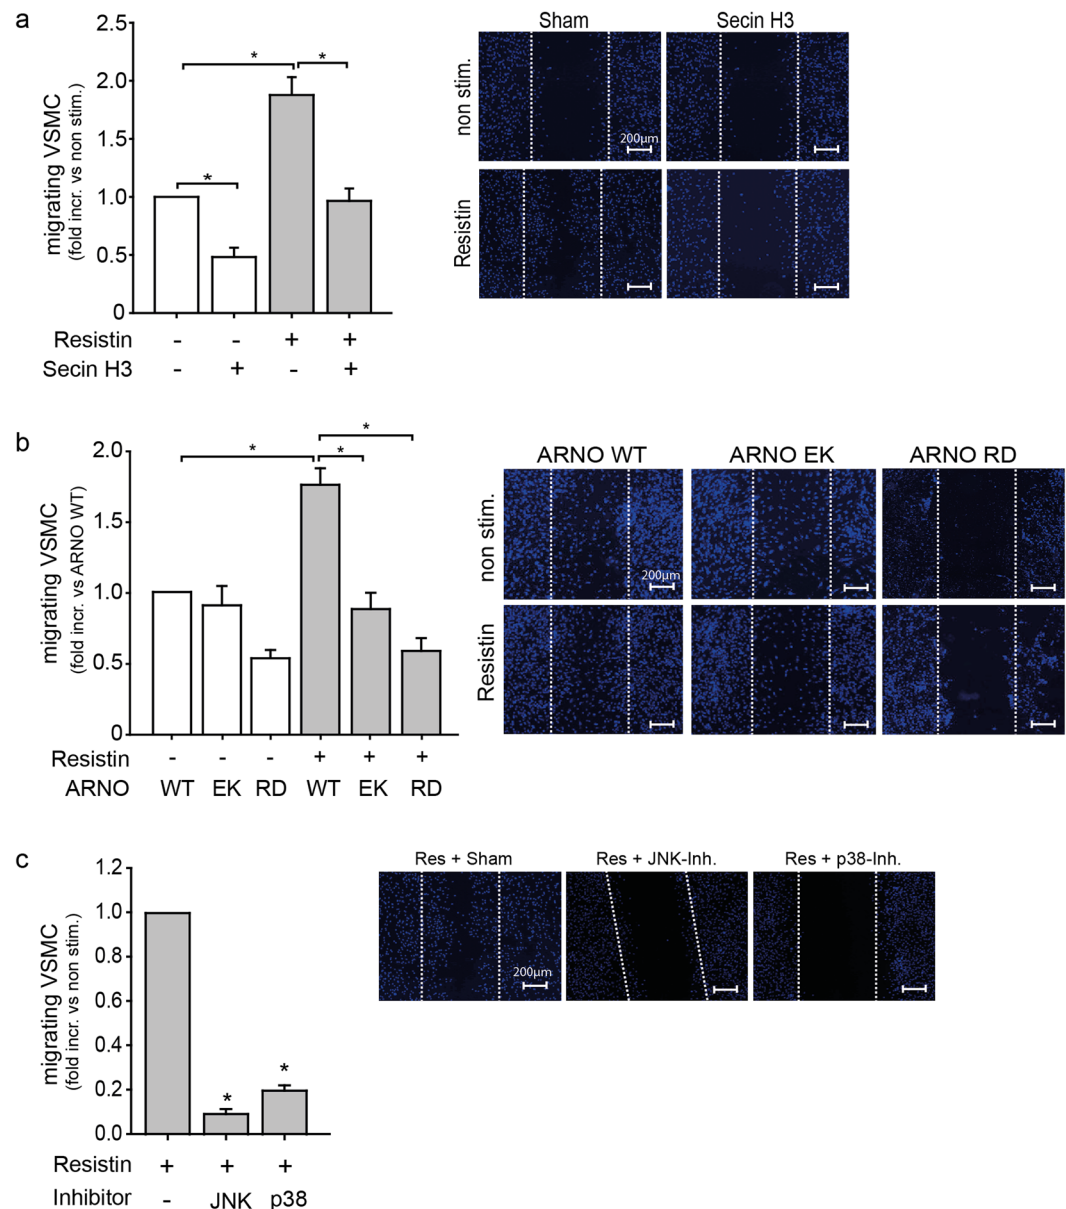 a
2.5
2.0
1.5
1.0
0.5
0
migrating VSMC
(fold incr. vs non stim.)
*
*
*
Resistin - - + +
Secin H3 - + - +
Sham Secin H3
non stim.
200µm
Resistin
b
2.0
1.5
1.0
0.5
0
migrating VSMC
(fold incr. vs ARNO WT)
*
*
*
Resistin - - - + + +
ARNO WT EK RD WT EK RD
ARNO WT ARNO EK ARNO RD
non stim.
200µm
Resistin
c
1.2
1.0
0.8
0.6
0.4
0.2
0.0
migrating VSMC
(fold incr. vs non stim.)
*
*
Resistin + + +
Inhibitor - JNK p38
Res + Sham Res + JNK-Inh. Res + p38-Inh.
200µm